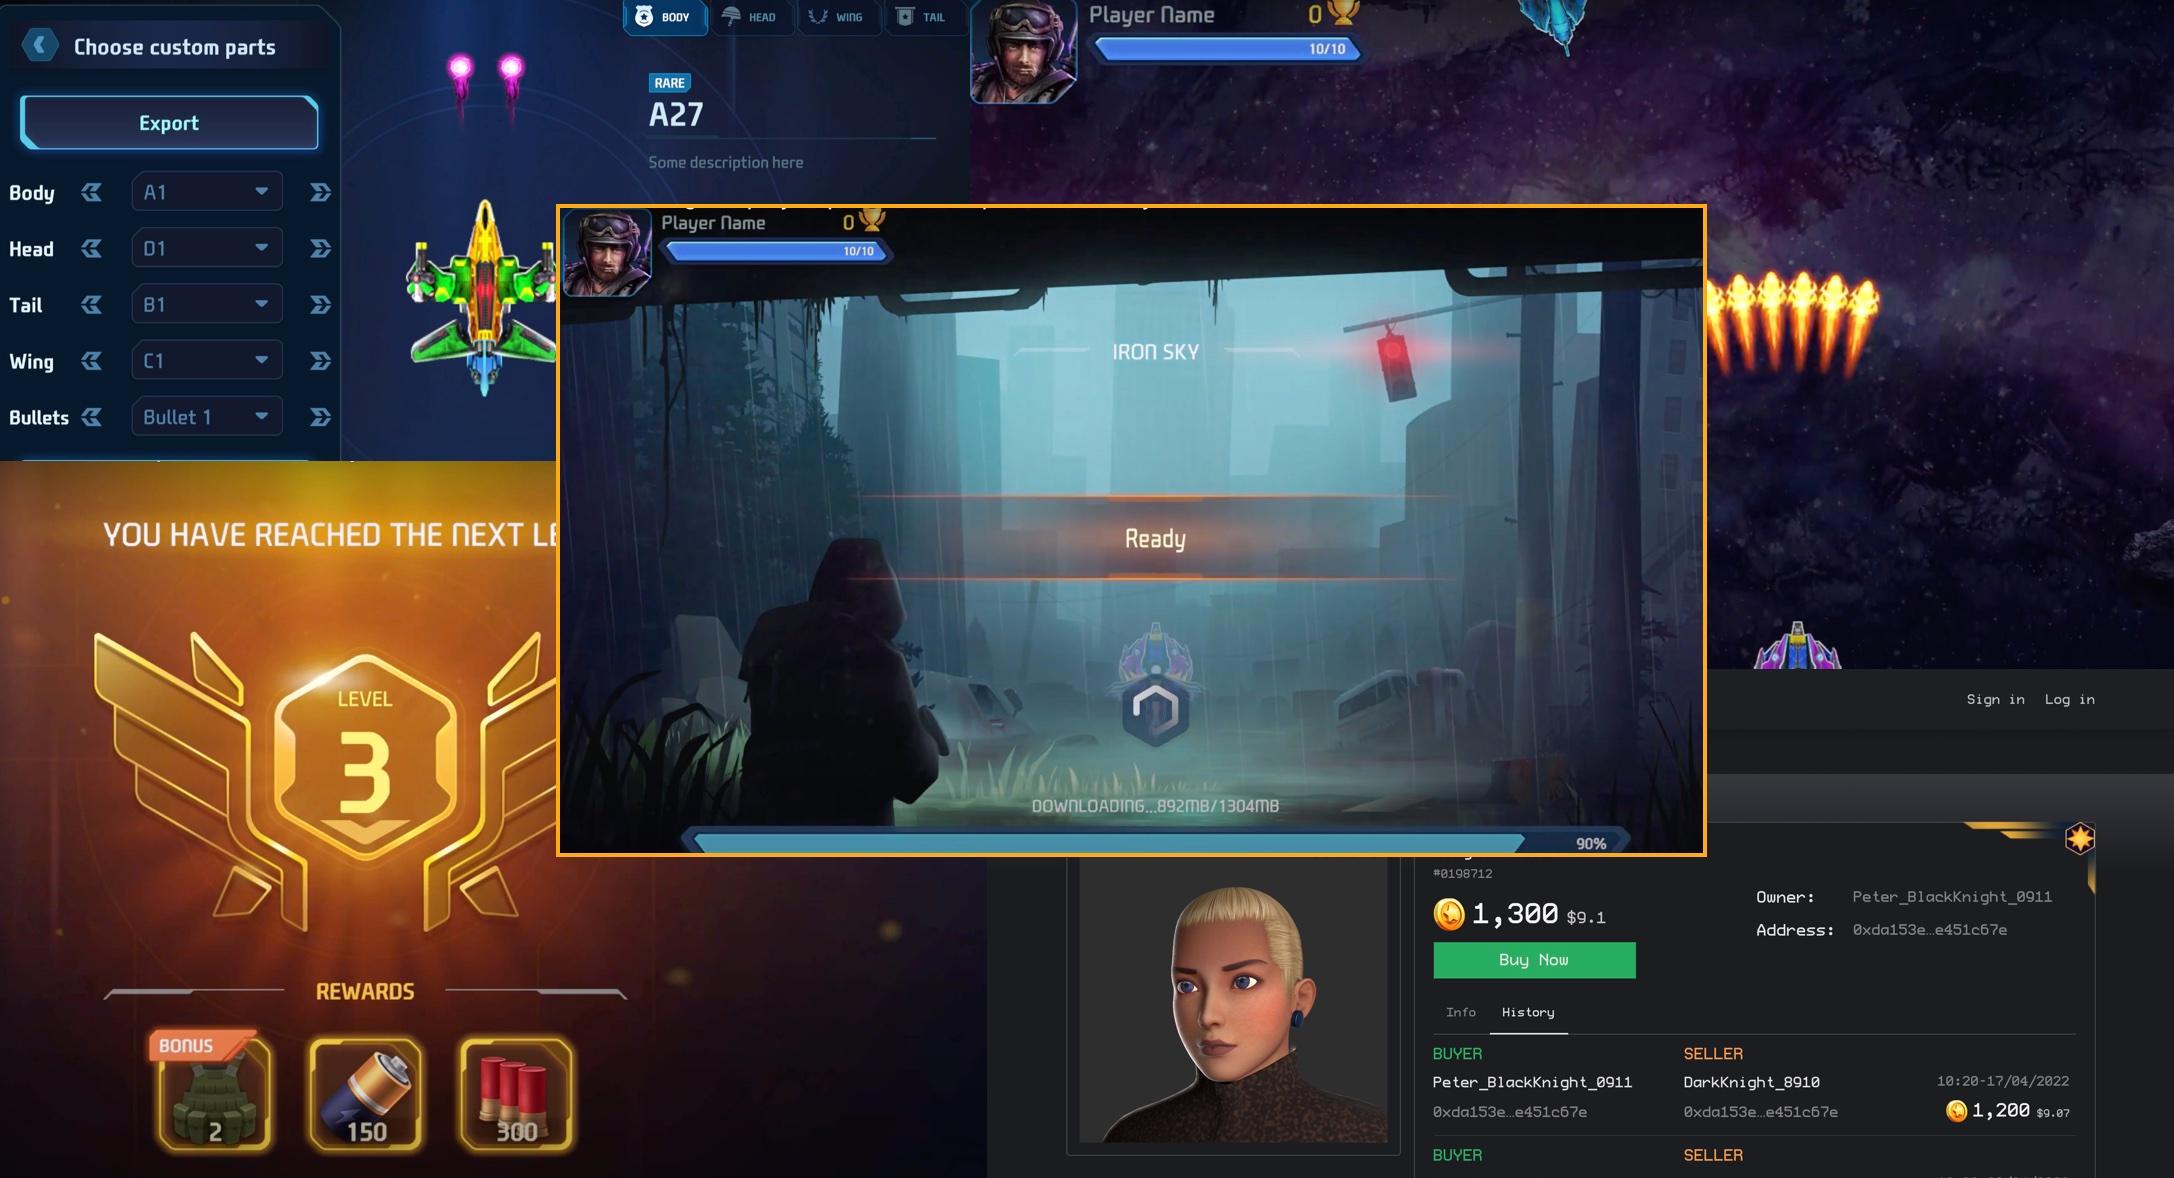 Choose custom parts
Export
Body A1
Head D1
Tail B1
Wing C1
Bullets Bullet 1
BODY HEAD WING TAIL
RARE
A27
Some description here
Player Name 0
10/10
Player Name 0
10/10
IRON SKY
Ready
DOWNLOADING...892MB/1304MB
90%
YOU HAVE REACHED THE NEXT
LEVEL
3
REWARDS
BONUS
2
150
300
Sign in Log in
#0198712
1,300 $9.1
Buy Now
Owner: Peter_BlackKnight_0911
Address: 0xda153e…e451c67e
Info History
BUYER SELLER
Peter_BlackKnight_0911 DarkKnight_8910 10:20-17/04/2022
0xda153e…e451c67e 0xda153e…e451c67e 1,200 $9.07
BUYER SELLER